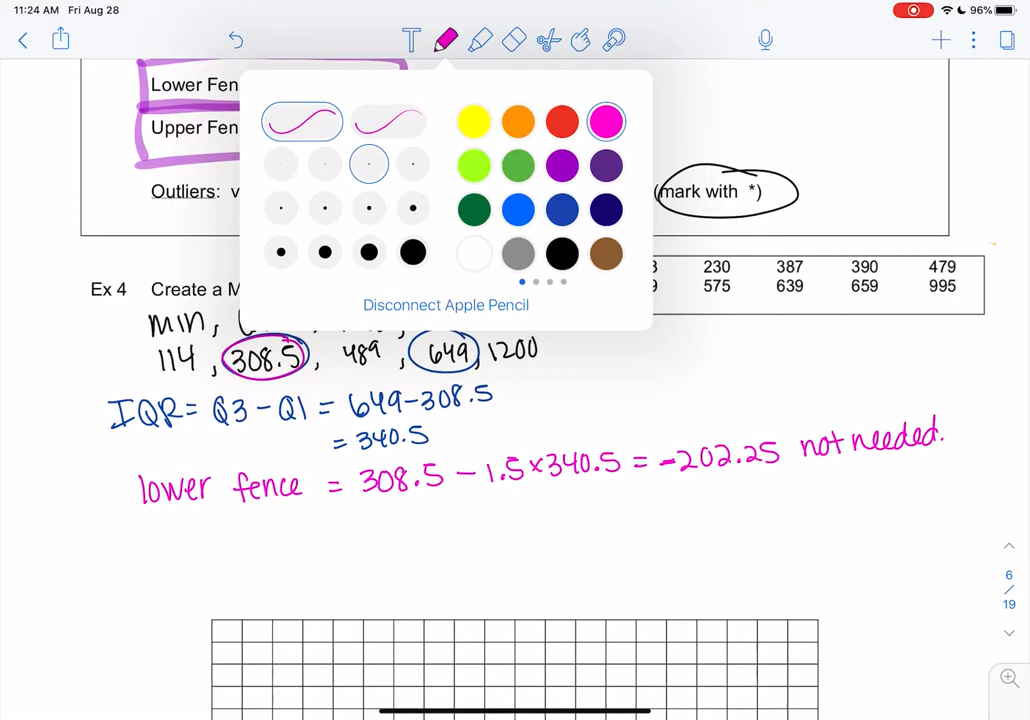 11:24 AM Fri Aug 28
96%
T
Lower Fen
Upper Fen
Outliers: v
(mark with *)
Disconnect Apple Pencil
3 230 387 390 479
9 575 639 659 995
Ex 4 Create a M
min,
114 , 308.5 , 489 , 649 , 1200
IQR = Q3 - Q1 = 649-308.5
= 340.5
lower fence = 308.5 - 1.5×340.5 = -202.25 not needed.
6
/
19